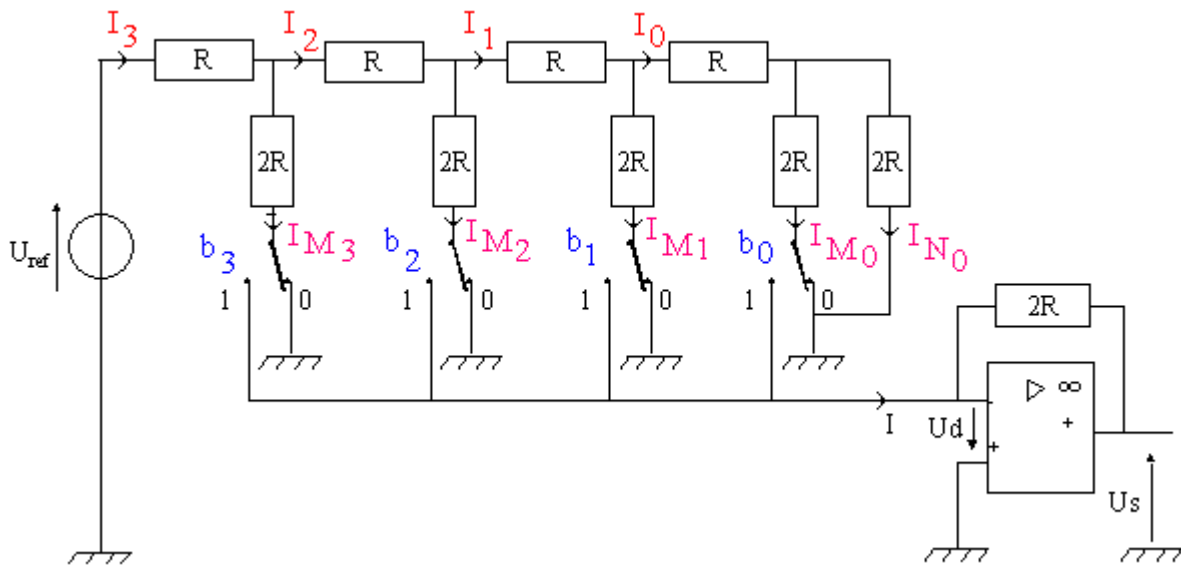 I3 I2 I1 I0
R R R R
2R 2R 2R 2R 2R
Uref b3 IM3 b2 IM2 b1 IM1 b0 IM0 IN0
1 0 1 0 1 0 1 0
2R
▷ ∞
I Ud - +
+
Us